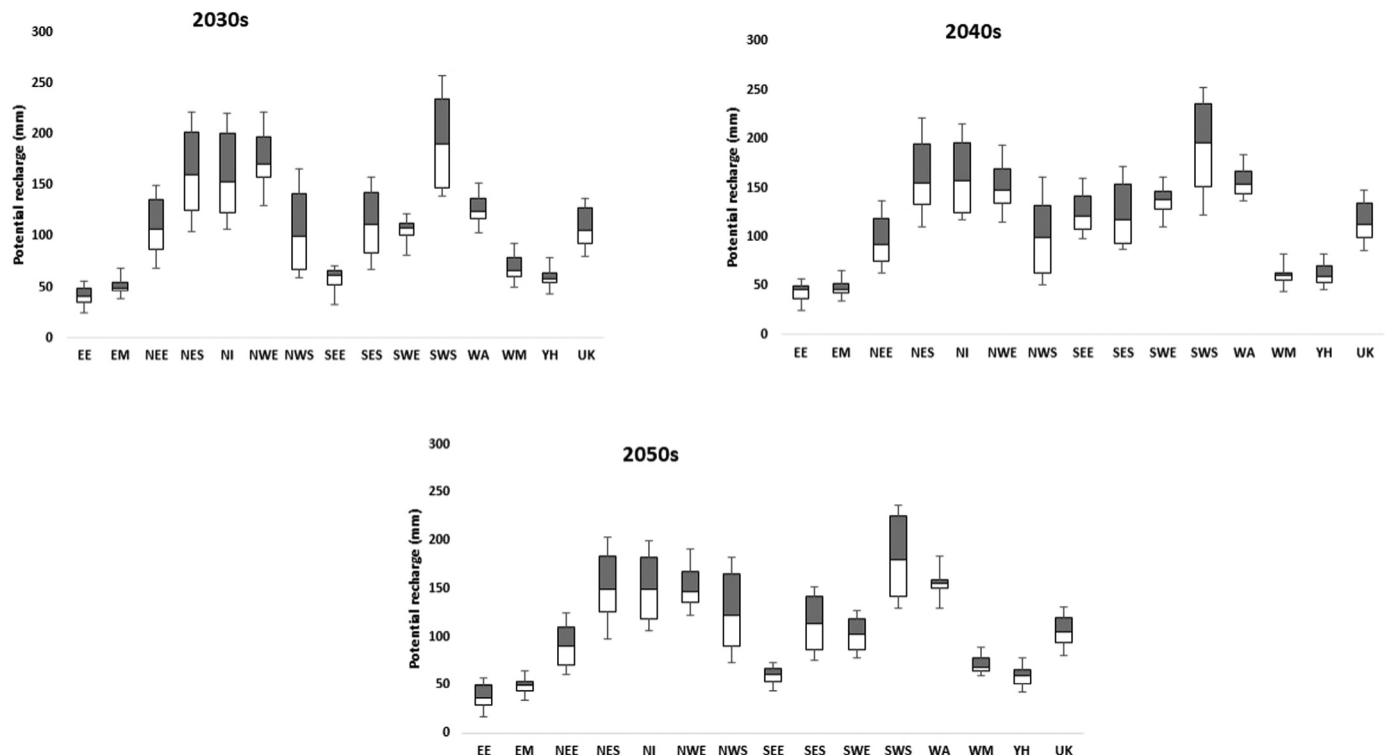 2030s
300
250
200
150
100
50
0
Potential recharge (mm)
EE EM NEE NES NI NWE NWS SEE SES SWE SWS WA WM YH UK
2040s
300
250
200
150
100
50
0
Potential recharge (mm)
EE EM NEE NES NI NWE NWS SEE SES SWE SWS WA WM YH UK
2050s
300
250
200
150
100
50
0
Potential recharge (mm)
EE EM NEE NES NI NWE NWS SEE SES SWE SWS WA WM YH UK